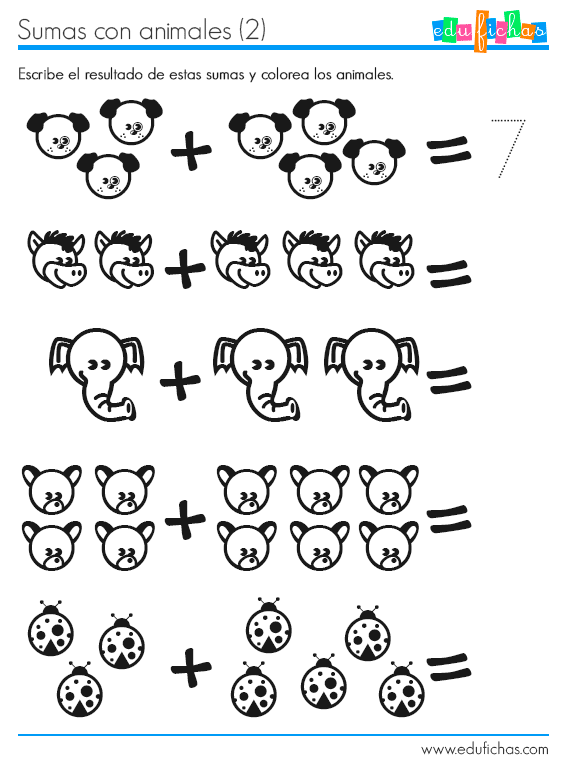 Sumas con animales (2)
edufichas
Escribe el resultado de estas sumas y colorea los animales.
+ = 7
+ =
+ =
+ =
+ =
www.edufichas.com